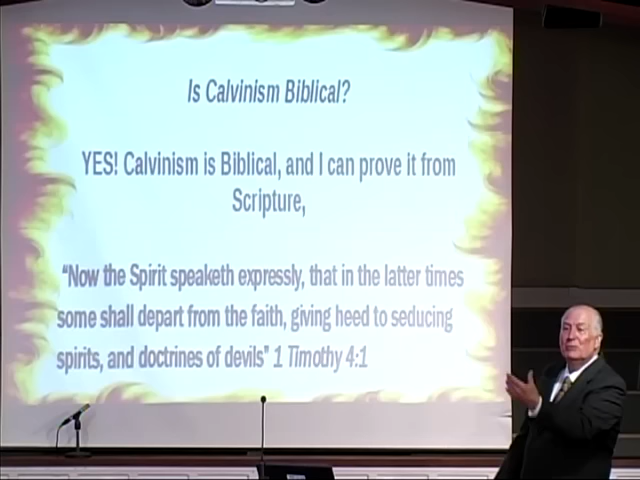 Is Calvinism Biblical?
YES! Calvinism is Biblical, and I can prove it from
Scripture,
“Now the Spirit speaketh expressly, that in the latter times
some shall depart from the faith, giving heed to seducing
spirits, and doctrines of devils" 1 Timothy 4:1